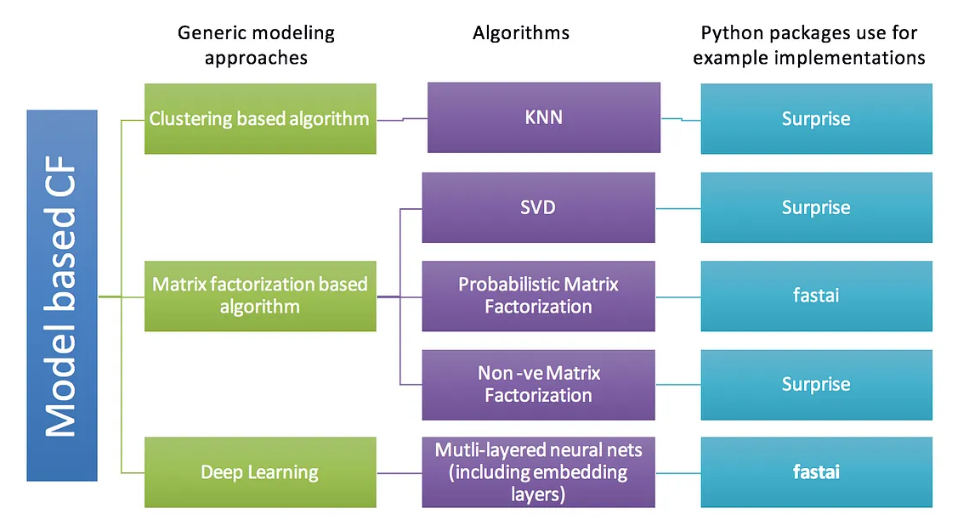 Generic modeling
approaches
Algorithms
Python packages use for
example implementations
Model based CF
Clustering based algorithm
KNN
Surprise
SVD
Surprise
Matrix factorization based
algorithm
Probabilistic Matrix
Factorization
fastai
Non -ve Matrix
Factorization
Surprise
Deep Learning
Mutli-layered neural nets
(including embedding
layers)
fastai